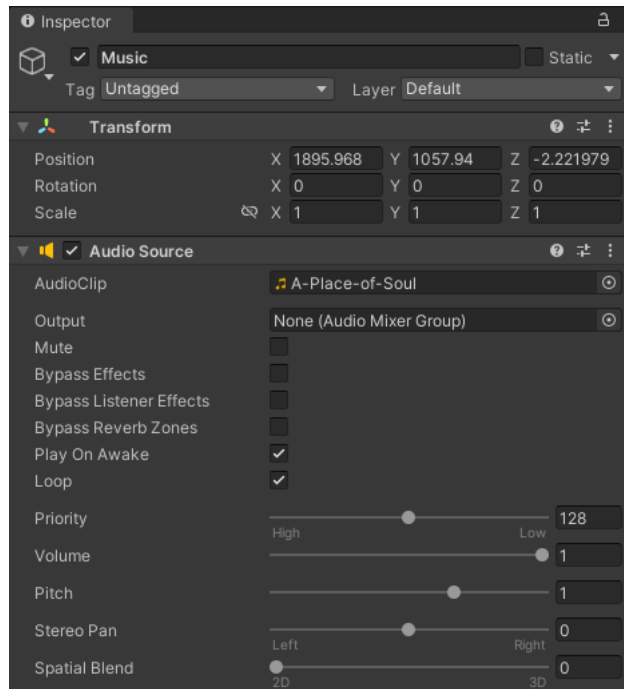 Inspector
Music Static
Tag Untagged Layer Default
Transform
Position X 1895.968 Y 1057.94 Z -2.221979
Rotation X 0 Y 0 Z 0
Scale X 1 Y 1 Z 1
Audio Source
AudioClip A-Place-of-Soul
Output None (Audio Mixer Group)
Mute
Bypass Effects
Bypass Listener Effects
Bypass Reverb Zones
Play On Awake
Loop
Priority 128
High Low
Volume 1
Pitch 1
Stereo Pan 0
Left Right
Spatial Blend 0
2D 3D